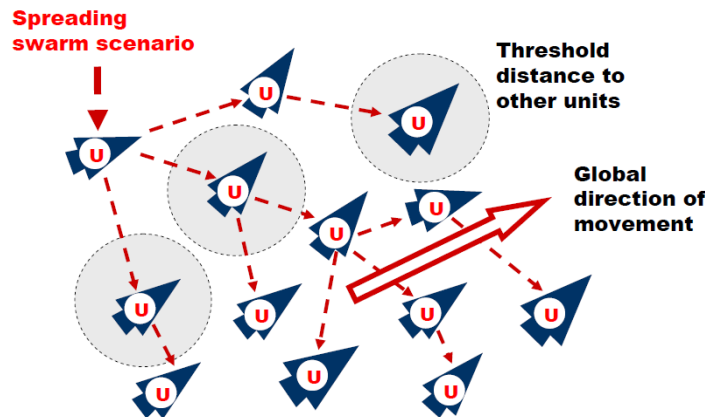 Spreading
swarm scenario
Threshold
distance to
other units
Global
direction of
movement
U
U
U
U
U
U
U
U
U
U
U
U